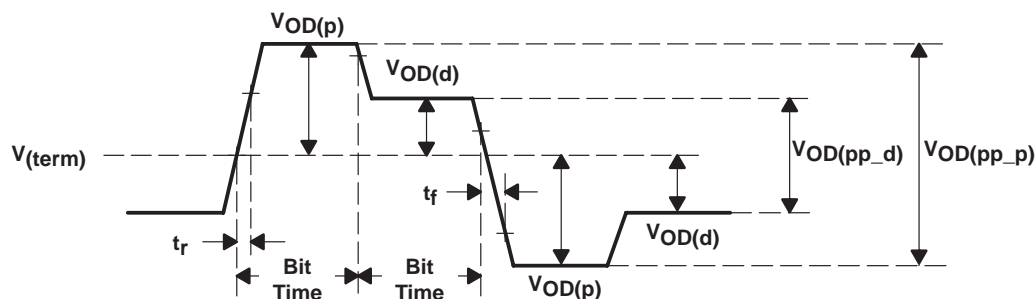 VOD(p)
VOD(d)
V(term)
VOD(pp_d)
VOD(pp_p)
tf
tr
VOD(d)
Bit
Time
Bit
Time
VOD(p)